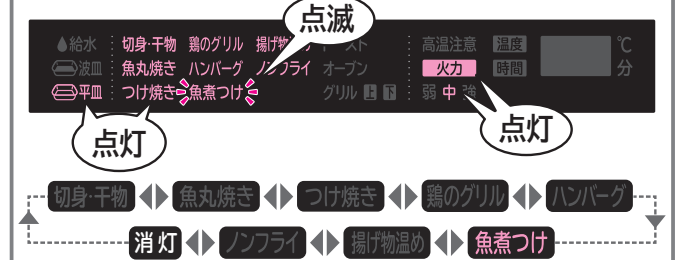 点滅
給水 切身・干物 鶏のグリル 揚げ物 高温注意 温度 ℃
波皿 魚丸焼き ハンバーグ ノンフライ オーブン 火力 時間 分
平皿 つけ焼き 魚煮つけ グリル 上 下 弱 中 強
点灯
点灯
切身・干物 魚丸焼き つけ焼き 鶏のグリル ハンバーグ
消灯 ノンフライ 揚げ物温め 魚煮つけ